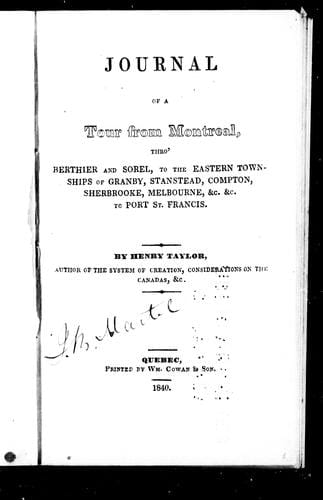 JOURNAL
OF A
Tour from Montreal,
THRO'
BERTHIER AND SOREL, TO THE EASTERN TOWN-
SHIPS OF GRANBY, STANSTEAD, COMPTON,
SHERBROOKE, MELBOURNE, &c. &c.
TO PORT ST. FRANCIS.
BY HENRY TAYLOR,
AUTHOR OF THE SYSTEM OF CREATION, CONSIDERATIONS ON THE
CANADAS, &C.
QUEBEC,
PRINTED BY WM. COWAN & SON.
1840.